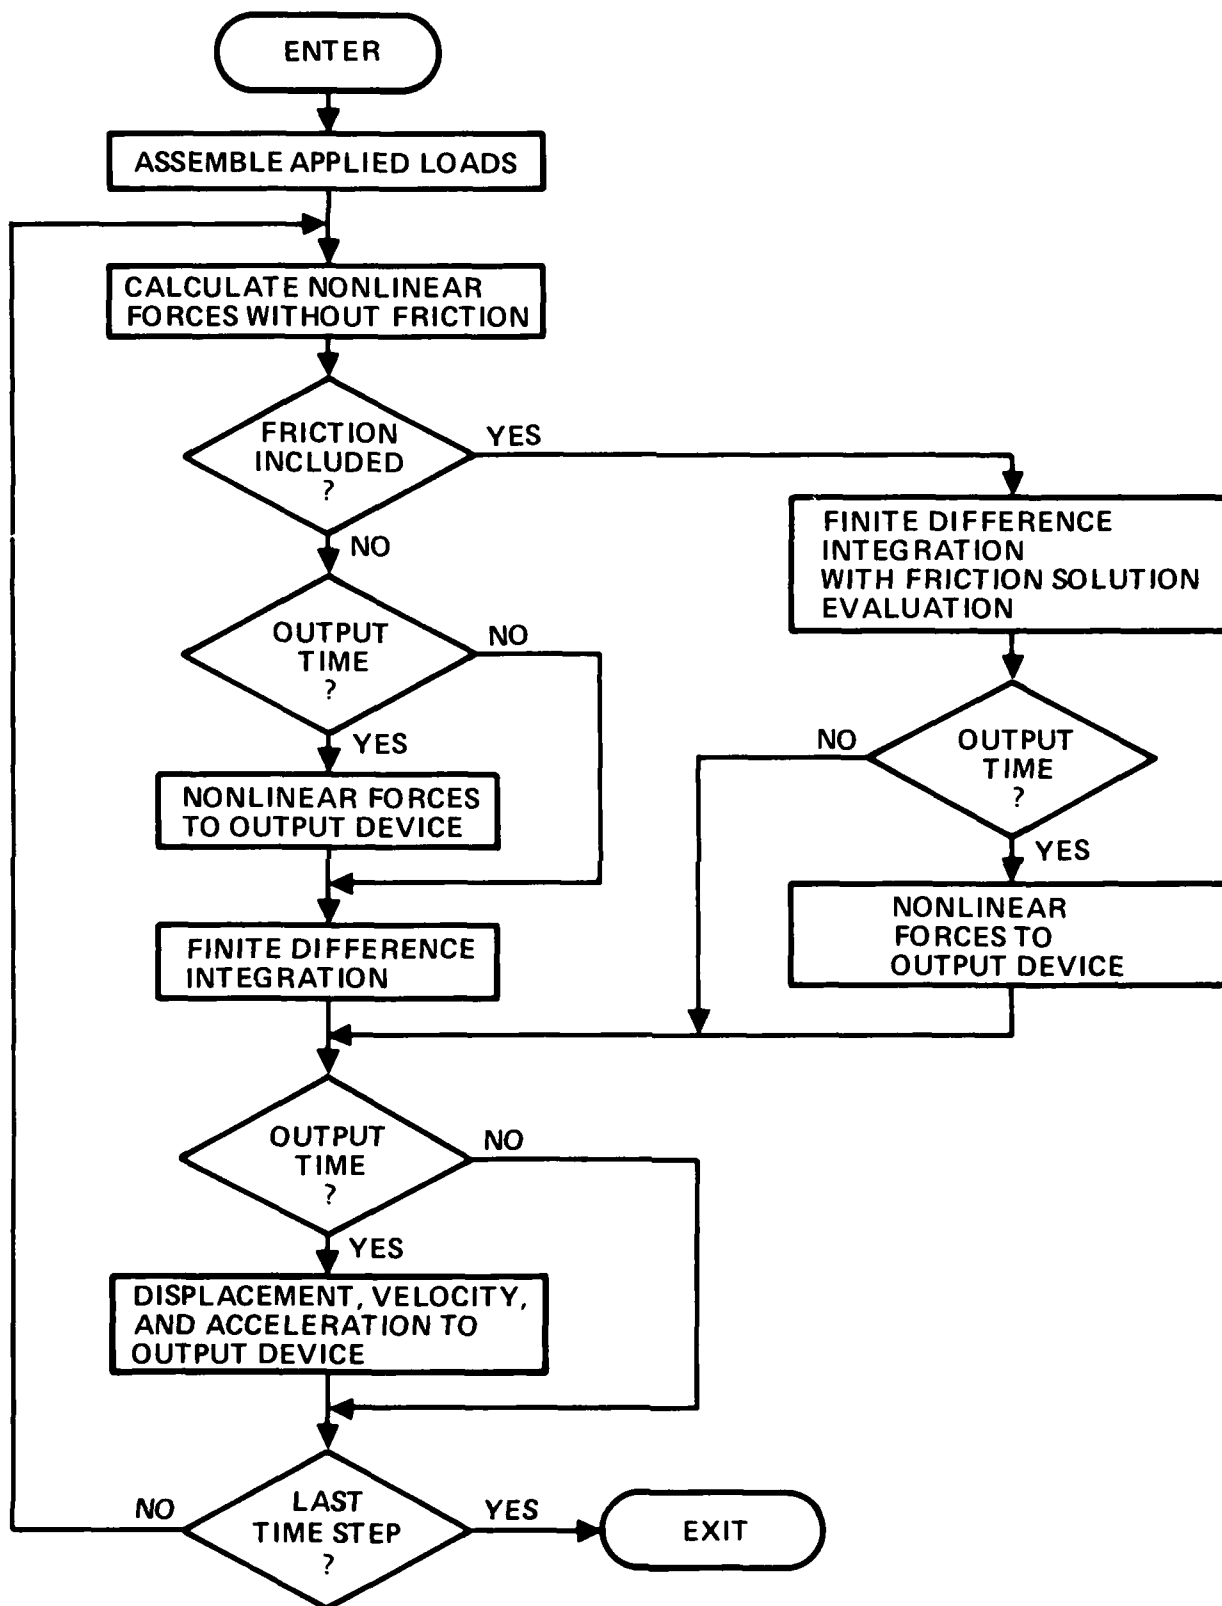 ENTER
ASSEMBLE APPLIED LOADS
CALCULATE NONLINEAR
FORCES WITHOUT FRICTION
FRICTION
INCLUDED
?
YES
NO
FINITE DIFFERENCE
INTEGRATION
WITH FRICTION SOLUTION
EVALUATION
OUTPUT
TIME
?
NO
YES
NONLINEAR FORCES
TO OUTPUT DEVICE
OUTPUT
TIME
?
NO
YES
NONLINEAR
FORCES TO
OUTPUT DEVICE
FINITE DIFFERENCE
INTEGRATION
OUTPUT
TIME
?
NO
YES
DISPLACEMENT, VELOCITY,
AND ACCELERATION TO
OUTPUT DEVICE
LAST
TIME STEP
?
NO
YES
EXIT